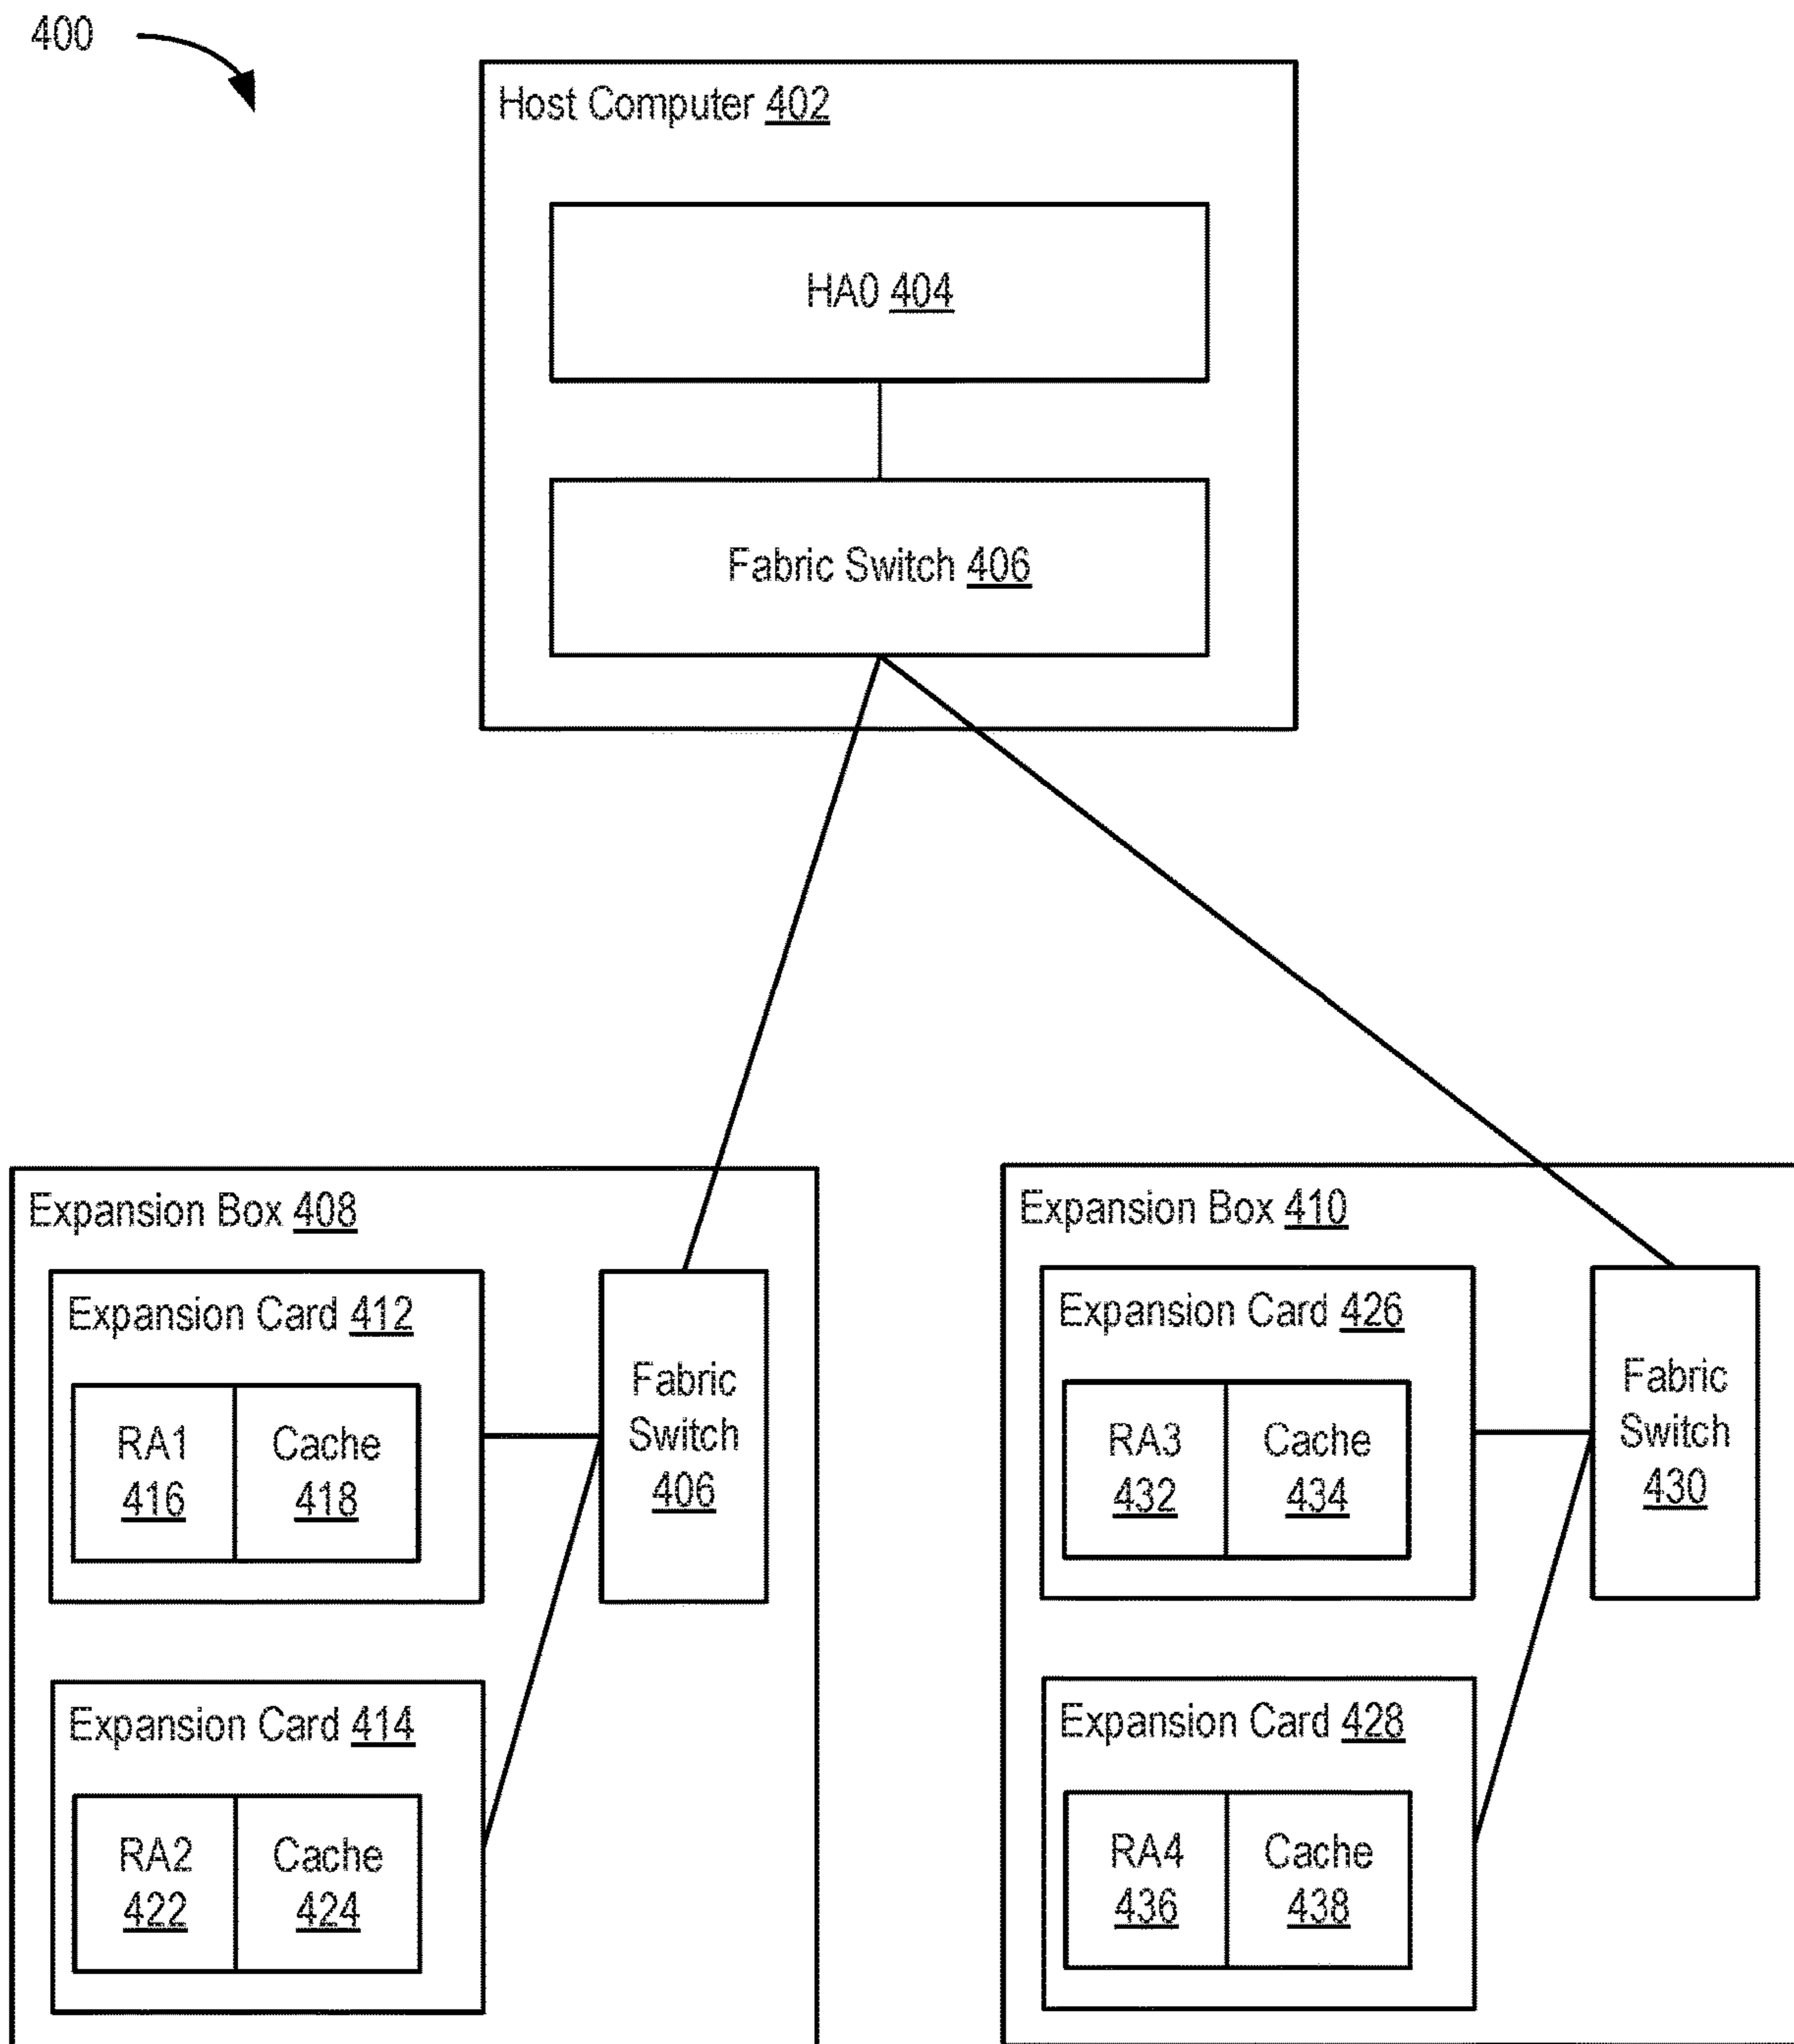 400
Host Computer 402
HA0 404
Fabric Switch 406
Expansion Box 408
Expansion Card 412
RA1
416
Cache
418
Fabric
Switch
406
Expansion Card 414
RA2
422
Cache
424
Expansion Box 410
Expansion Card 426
RA3
432
Cache
434
Fabric
Switch
430
Expansion Card 428
RA4
436
Cache
438